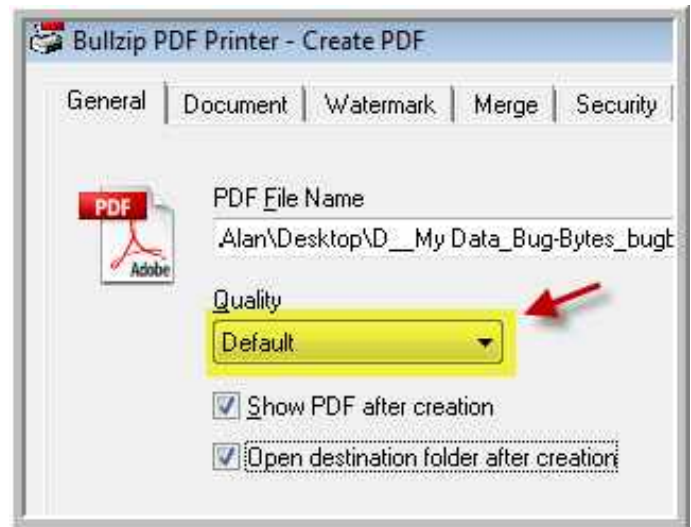 Bullzip PDF Printer - Create PDF
General Document Watermark Merge Security
PDF
Adobe
PDF File Name
Alan\Desktop\D__My Data_Bug-Bytes_bugb
Quality
Default
Show PDF after creation
Open destination folder after creation